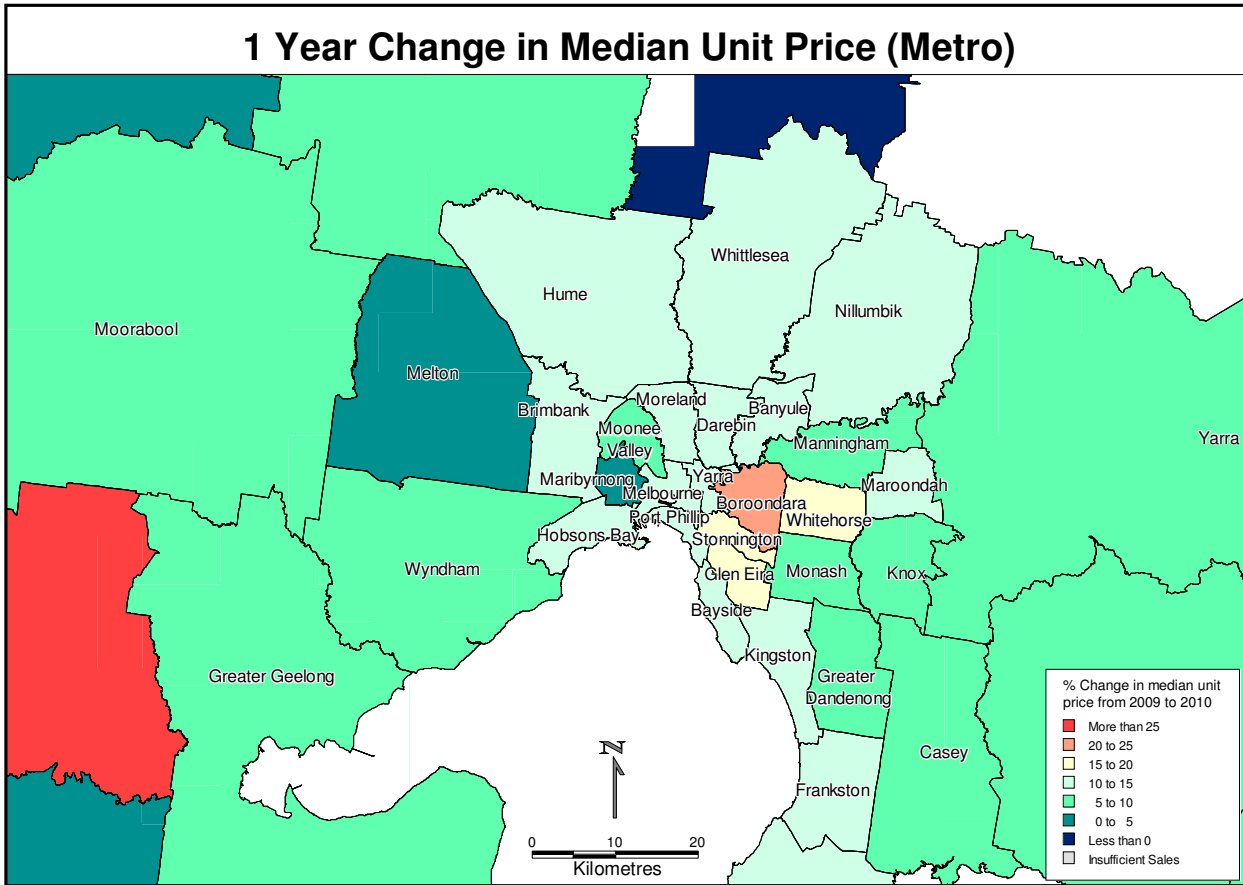 1 Year Change in Median Unit Price (Metro)
Whittlesea
Hume
Nillumbik
Moorabool
Melton
Moreland
Brimbank
Banyule
Darebin
Moonee
Valley
Manningham
Yarra
Yarra
Maribyrnong
Maroondah
Melbourne
Boroondara
Port Phillip
Whitehorse
Hobsons Bay
Stonnington
Wyndham
Glen Eira
Monash
Knox
Bayside
Kingston
Greater Geelong
Greater
Dandenong
Casey
Frankston
N
0 10 20
Kilometres
% Change in median unit
price from 2009 to 2010
More than 25
20 to 25
15 to 20
10 to 15
5 to 10
0 to 5
Less than 0
Insufficient Sales